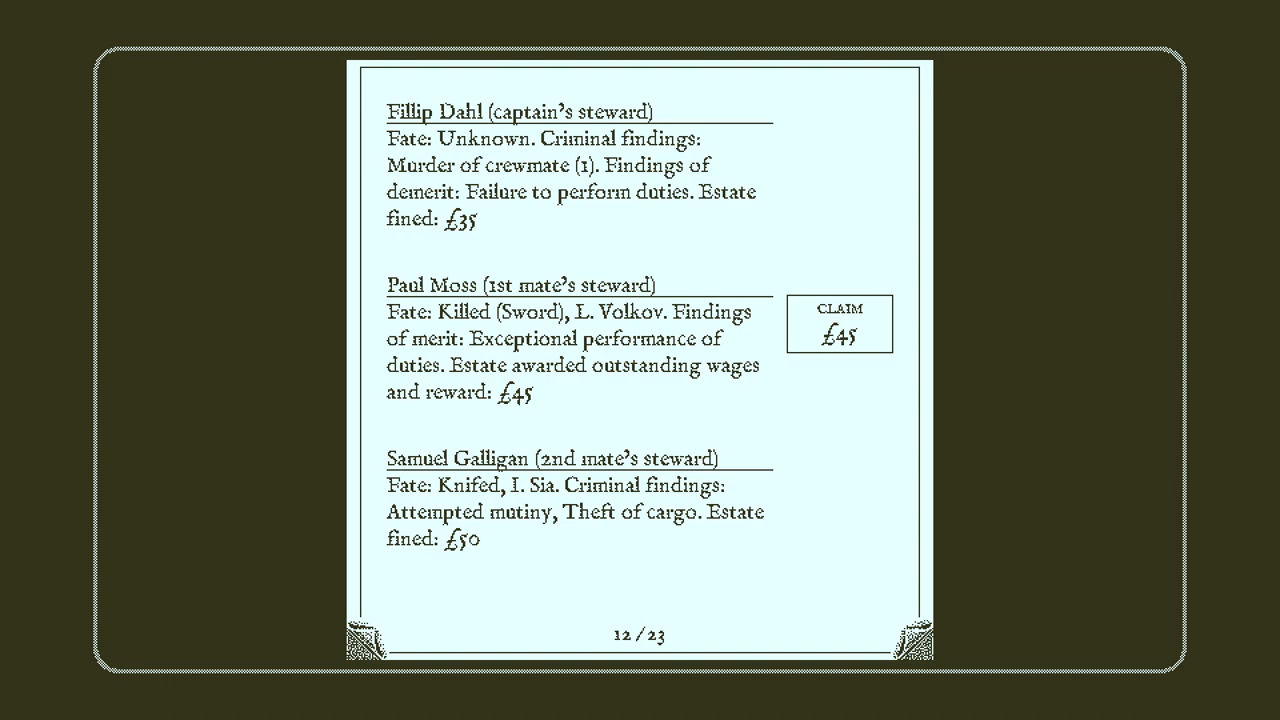 Fillip Dahl (captain's steward)
Fate: Unknown. Criminal findings:
Murder of crewmate (1). Findings of
demerit: Failure to perform duties. Estate
fined: £35
Paul Moss (1st mate's steward)
Fate: Killed (Sword), L. Volkov. Findings
of merit: Exceptional performance of
duties. Estate awarded outstanding wages
and reward: £45
CLAIM
£45
Samuel Galligan (2nd mate's steward)
Fate: Knifed, I. Sia. Criminal findings:
Attempted mutiny, Theft of cargo. Estate
fined: £50
12 / 23